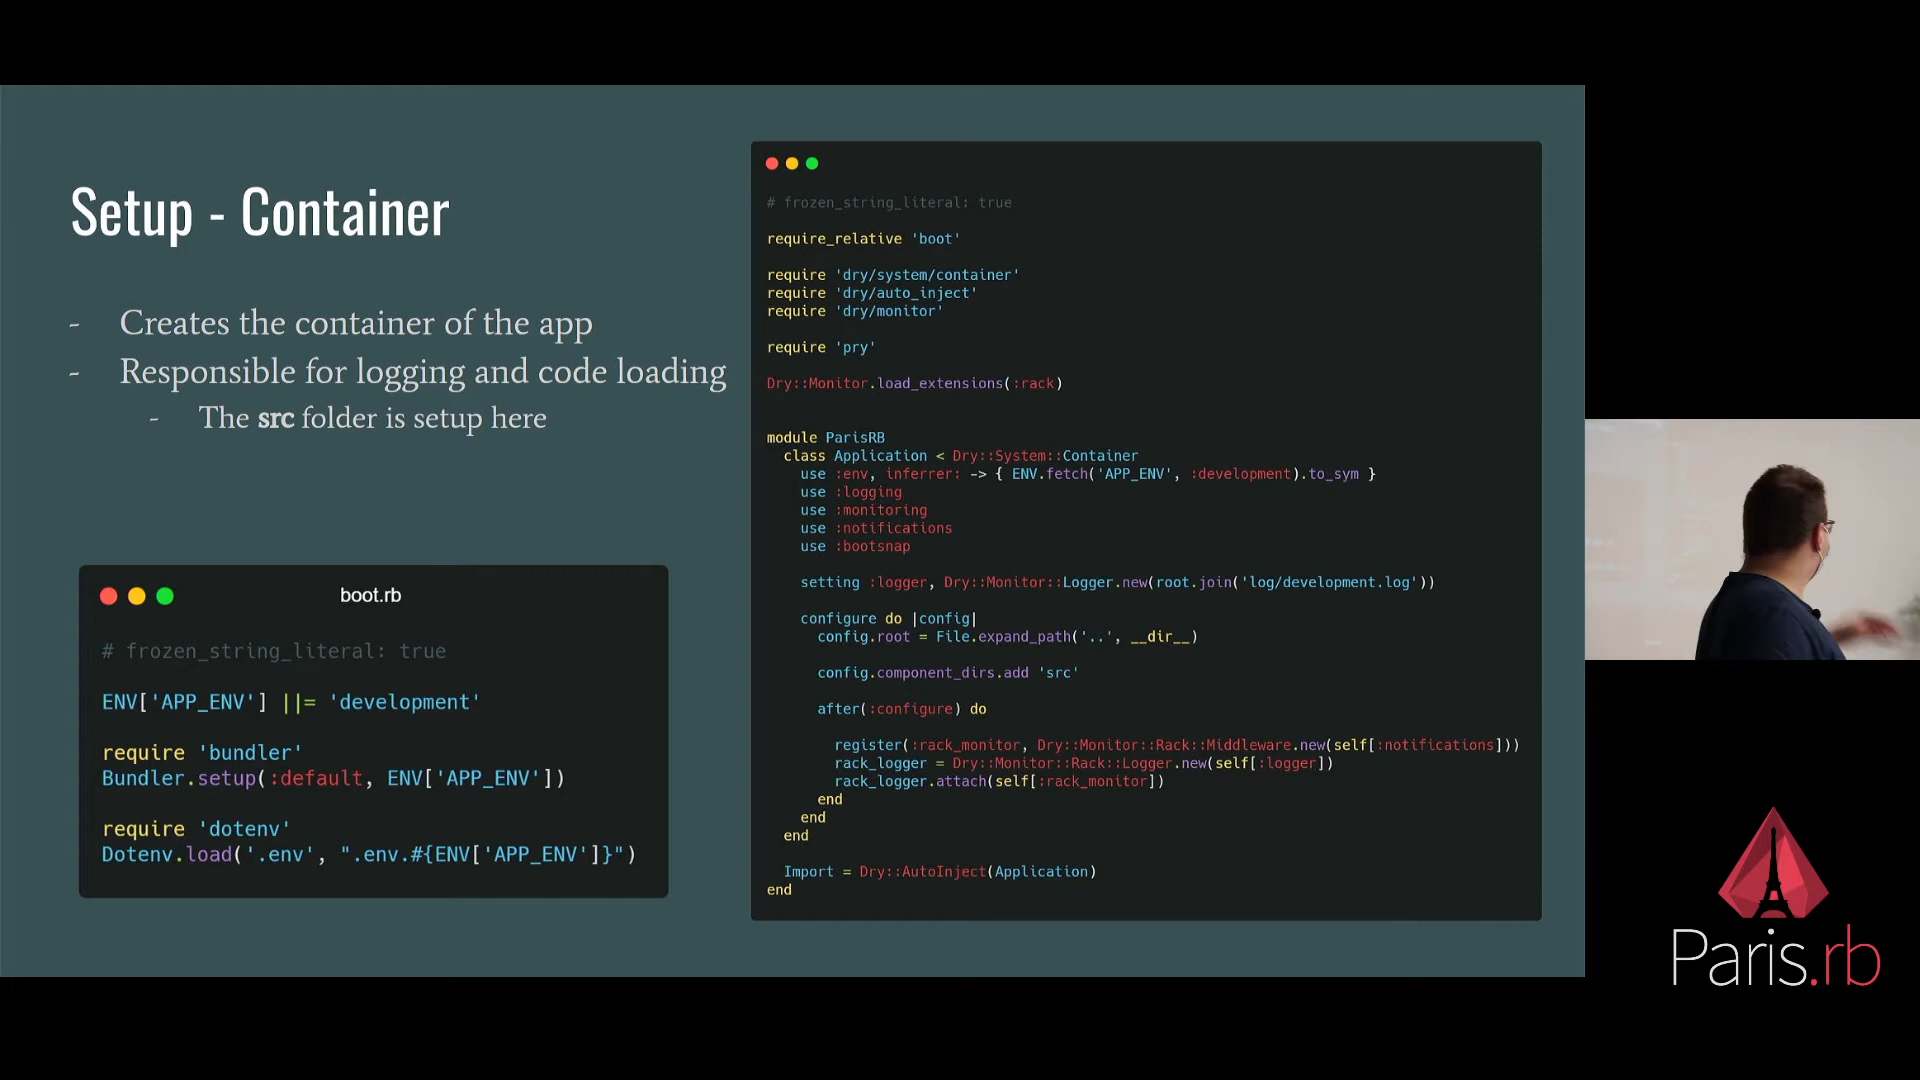 Setup - Container
- Creates the container of the app
- Responsible for logging and code loading
- The src folder is setup here
boot.rb
# frozen_string_literal: true
ENV['APP_ENV'] ||= 'development'
require 'bundler'
Bundler.setup(:default, ENV['APP_ENV'])
require 'dotenv'
Dotenv.load('.env', ".env.#{ENV['APP_ENV']}")
# frozen_string_literal: true
require_relative 'boot'
require 'dry/system/container'
require 'dry/auto_inject'
require 'dry/monitor'
require 'pry'
Dry::Monitor.load_extensions(:rack)
module ParisRB
class Application < Dry::System::Container
use :env, inferrer: -> { ENV.fetch('APP_ENV', :development).to_sym }
use :logging
use :monitoring
use :notifications
use :bootsnap
setting :logger, Dry::Monitor::Logger.new(root.join('log/development.log'))
configure do |config|
config.root = File.expand_path('..', __dir__)
config.component_dirs.add 'src'
after(:configure) do
register(:rack_monitor, Dry::Monitor::Rack::Middleware.new(self[:notifications]))
rack_logger = Dry::Monitor::Rack::Logger.new(self[:logger])
rack_logger.attach(self[:rack_monitor])
end
end
end
Import = Dry::AutoInject(Application)
end
Paris.rb